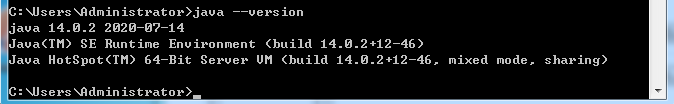 C:\Users\Administrator>java --version
java 14.0.2 2020-07-14
Java(TM) SE Runtime Environment (build 14.0.2+12-46)
Java HotSpot(TM) 64-Bit Server VM (build 14.0.2+12-46, mixed mode, sharing)
C:\Users\Administrator>_